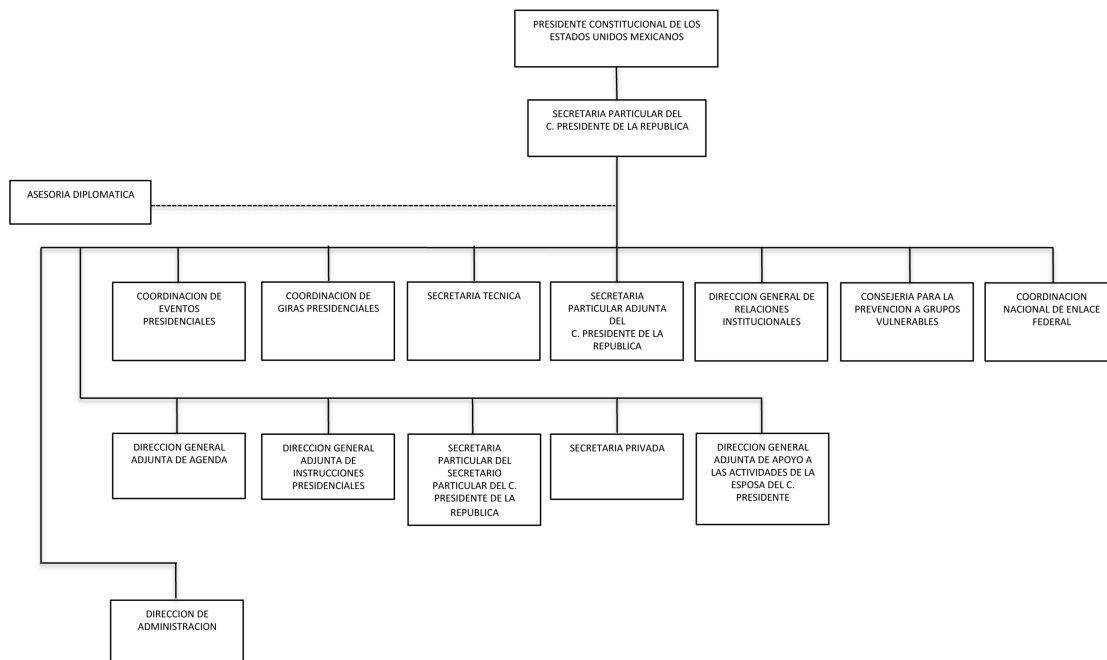 PRESIDENTE CONSTITUCIONAL DE LOS
ESTADOS UNIDOS MEXICANOS
SECRETARIA PARTICULAR DEL
C. PRESIDENTE DE LA REPUBLICA
ASESORIA DIPLOMATICA
COORDINACION DE
EVENTOS
PRESIDENCIALES
COORDINACION DE
GIRAS PRESIDENCIALES
SECRETARIA TECNICA
SECRETARIA
PARTICULAR ADJUNTA
DEL
C. PRESIDENTE DE LA
REPUBLICA
DIRECCION GENERAL DE
RELACIONES
INSTITUCIONALES
CONSEJERIA PARA LA
PREVENCION A GRUPOS
VULNERABLES
COORDINACION
NACIONAL DE ENLACE
FEDERAL
DIRECCION GENERAL
ADJUNTA DE AGENDA
DIRECCION GENERAL
ADJUNTA DE
INSTRUCCIONES
PRESIDENCIALES
SECRETARIA
PARTICULAR DEL
SECRETARIO
PARTICULAR DEL C.
PRESIDENTE DE LA
REPUBLICA
SECRETARIA PRIVADA
DIRECCION GENERAL
ADJUNTA DE APOYO A
LAS ACTIVIDADES DE LA
ESPOSA DEL C.
PRESIDENTE
DIRECCION DE
ADMINISTRACION